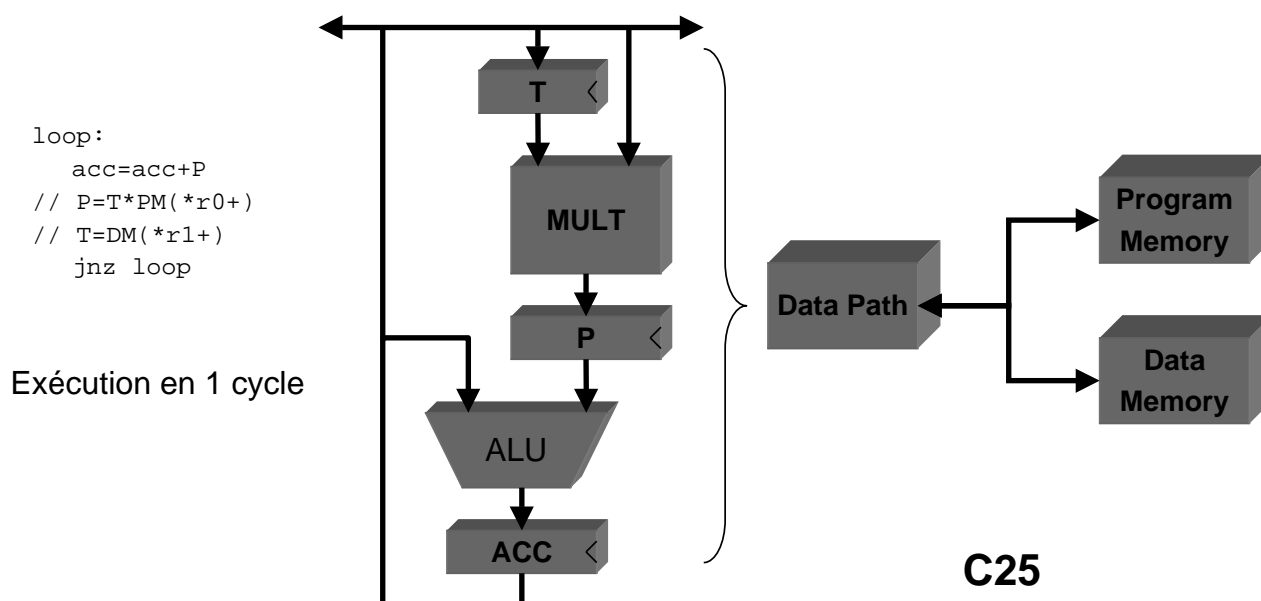 loop:
acc=acc+P
// P=T*PM(*r0+)
// T=DM(*r1+)
jnz loop
Exécution en 1 cycle
T
MULT
P
ALU
ACC
Data Path
Program
Memory
Data
Memory
C25